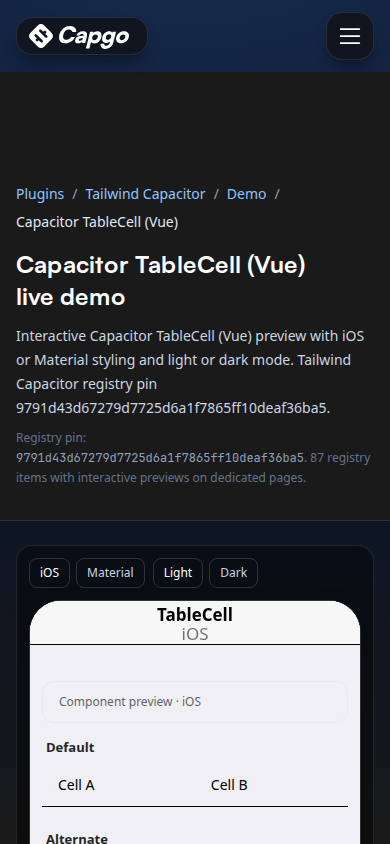 Capgo
Plugins / Tailwind Capacitor / Demo /
Capacitor TableCell (Vue)
Capacitor TableCell (Vue)
live demo
Interactive Capacitor TableCell (Vue) preview with iOS
or Material styling and light or dark mode. Tailwind
Capacitor registry pin
9791d43d67279d7725d6a1f7865ff10deaf36ba5.
Registry pin:
9791d43d67279d7725d6a1f7865ff10deaf36ba5. 87 registry
items with interactive previews on dedicated pages.
iOS Material Light Dark
TableCell
iOS
Component preview · iOS
Default
Cell A Cell B
Alternate